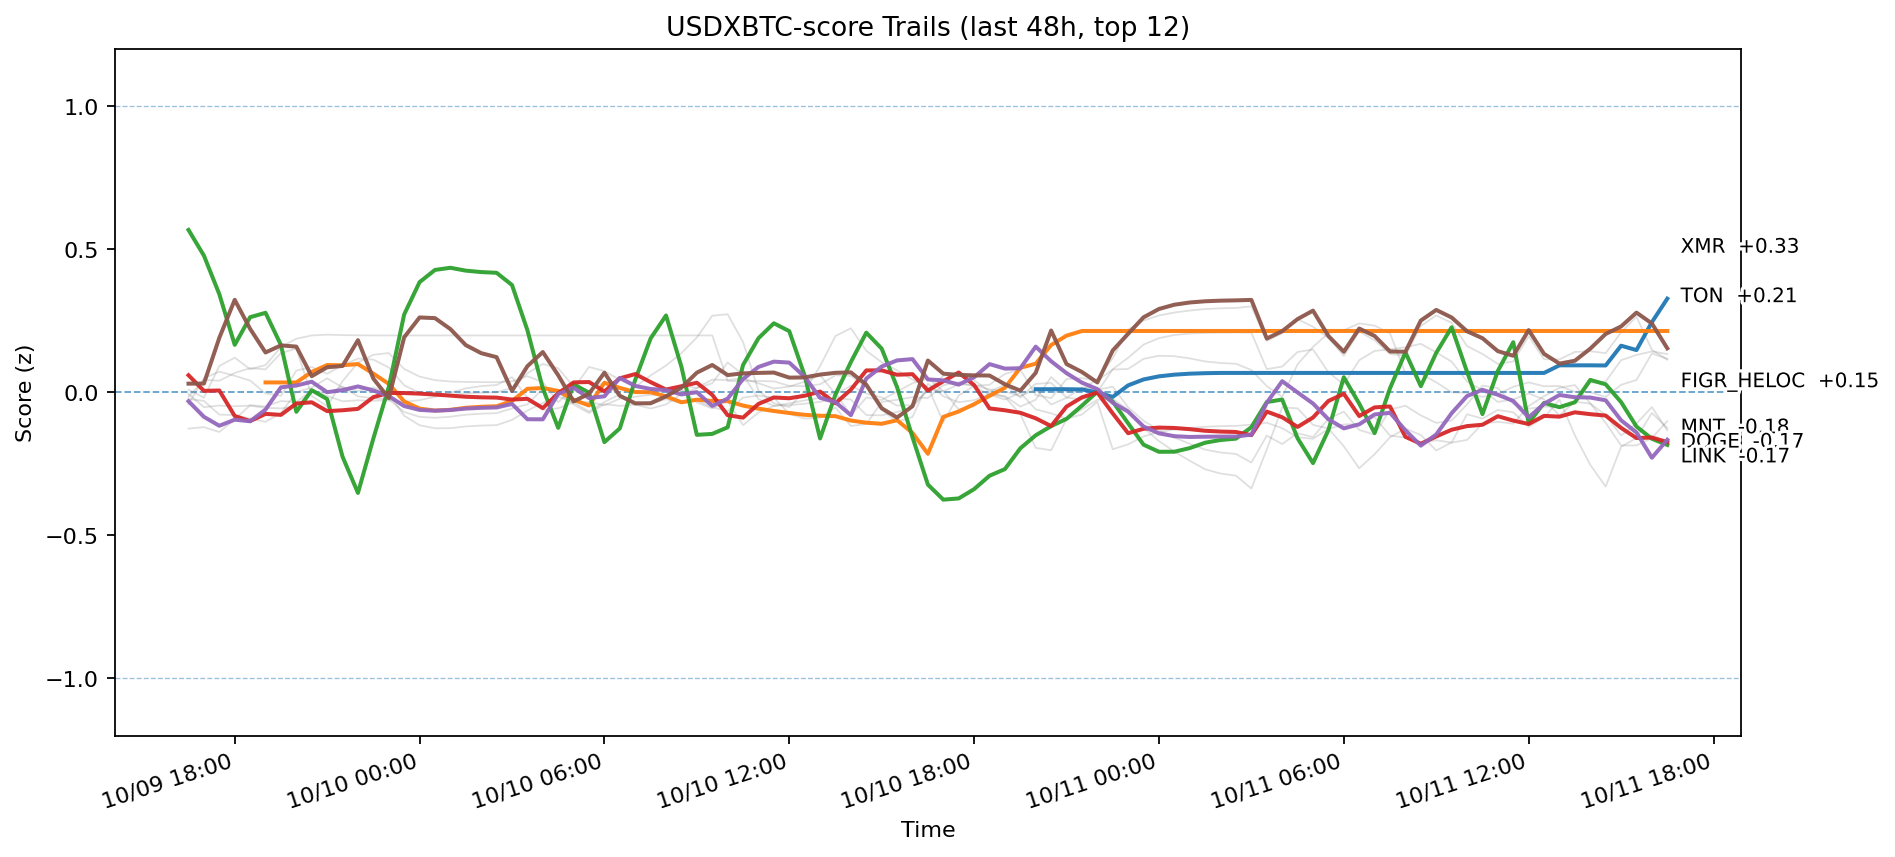 USDXBTC-score Trails (last 48h, top 12)
Score (z)
1.0
0.5
0.0
−0.5
−1.0
XMR +0.33
TON +0.21
FIGR_HELOC +0.15
MNT -0.18
DOGE -0.17
LINK -0.17
10/09 18:00
10/10 00:00
10/10 06:00
10/10 12:00
10/10 18:00
10/11 00:00
10/11 06:00
10/11 12:00
10/11 18:00
Time